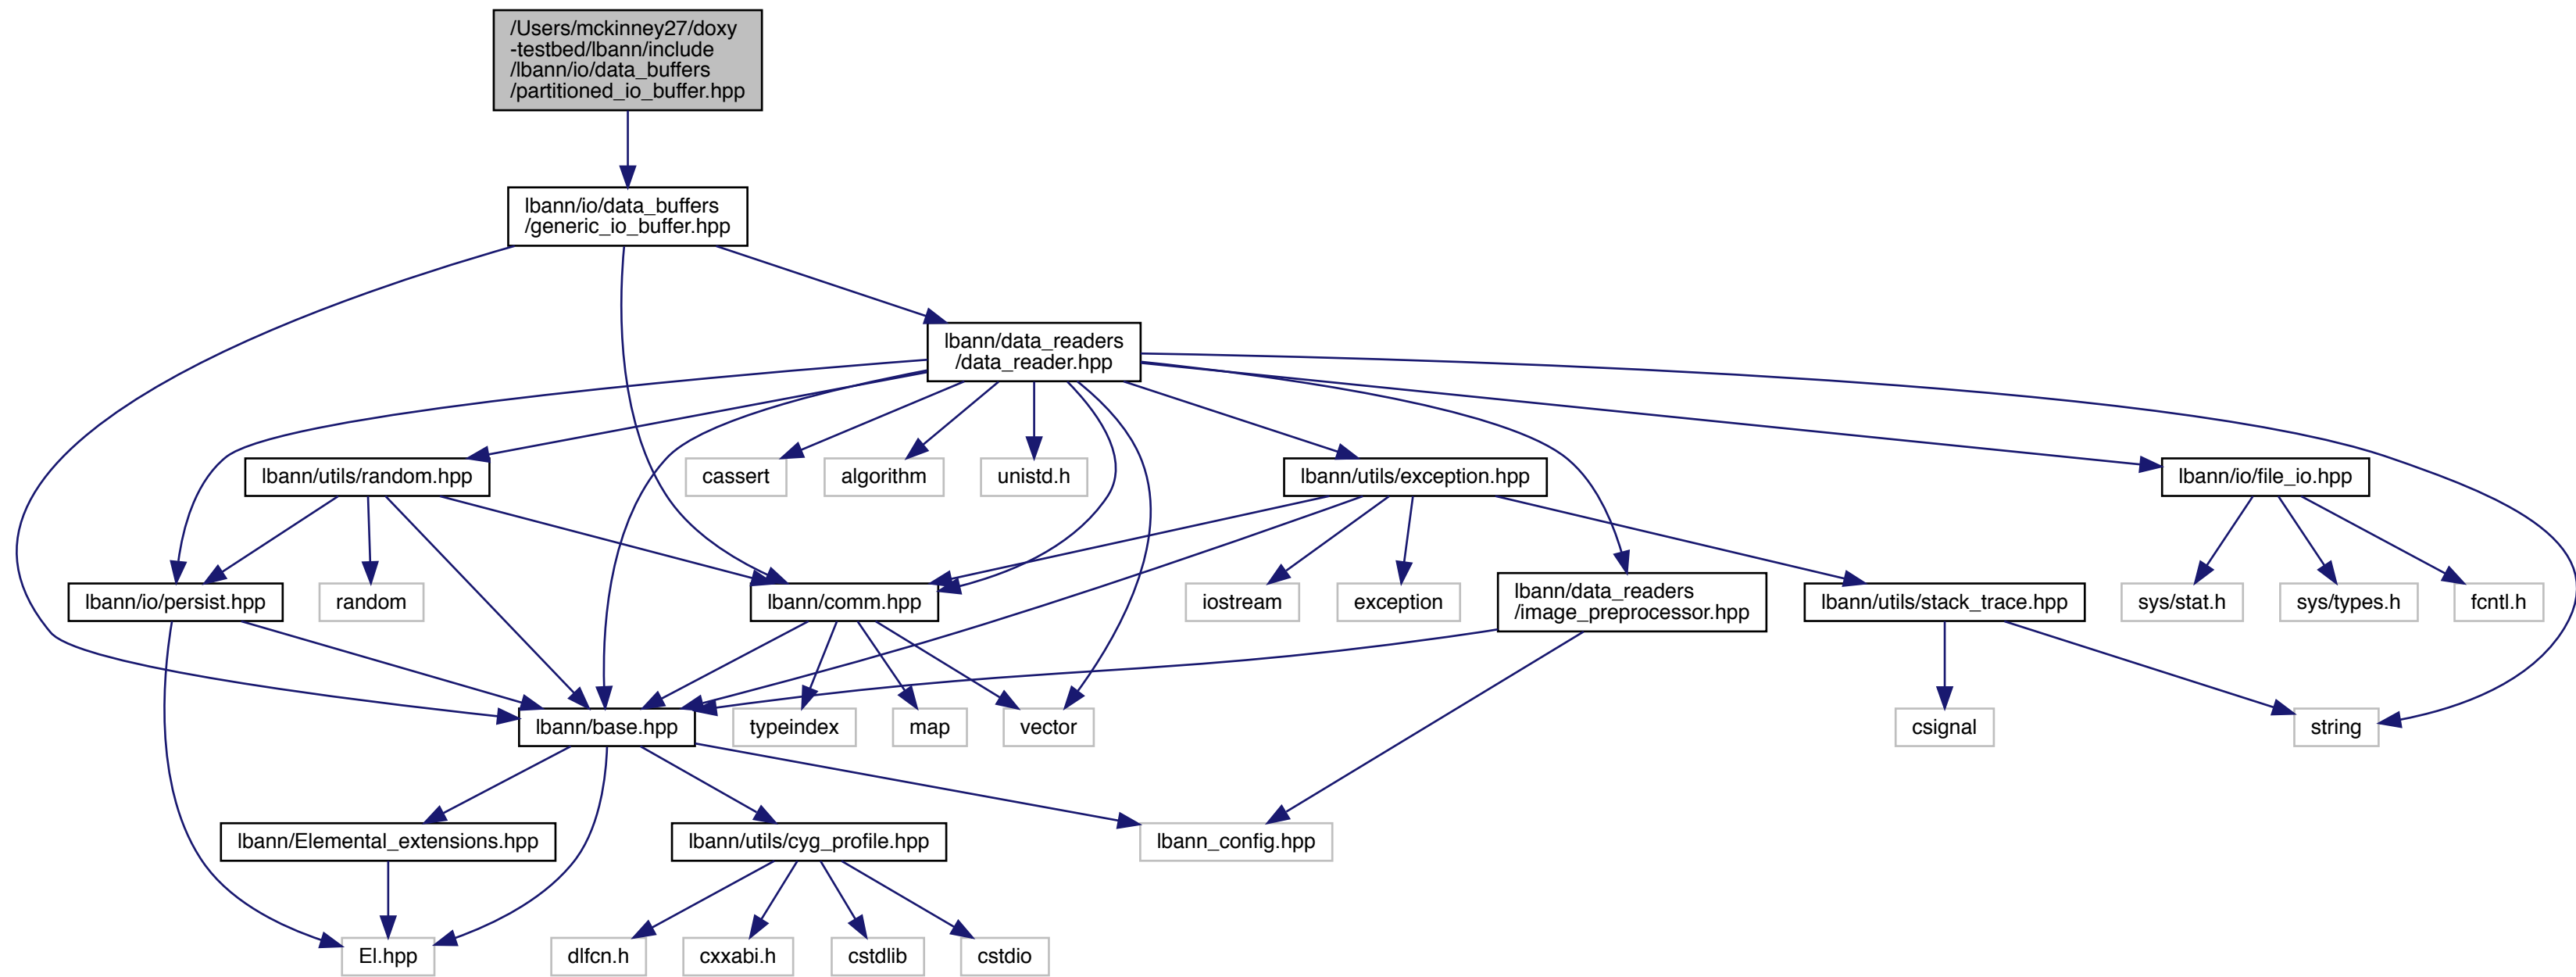 /Users/mckinney27/doxy
-testbed/lbann/include
/lbann/io/data_buffers
/partitioned_io_buffer.hpp
lbann/io/data_buffers
/generic_io_buffer.hpp
lbann/data_readers
/data_reader.hpp
lbann/utils/random.hpp
cassert
algorithm
unistd.h
lbann/utils/exception.hpp
lbann/io/file_io.hpp
lbann/io/persist.hpp
random
lbann/comm.hpp
iostream
exception
lbann/data_readers
/image_preprocessor.hpp
lbann/utils/stack_trace.hpp
sys/stat.h
sys/types.h
fcntl.h
lbann/base.hpp
typeindex
map
vector
csignal
string
lbann/Elemental_extensions.hpp
lbann/utils/cyg_profile.hpp
lbann_config.hpp
El.hpp
dlfcn.h
cxxabi.h
cstdlib
cstdio